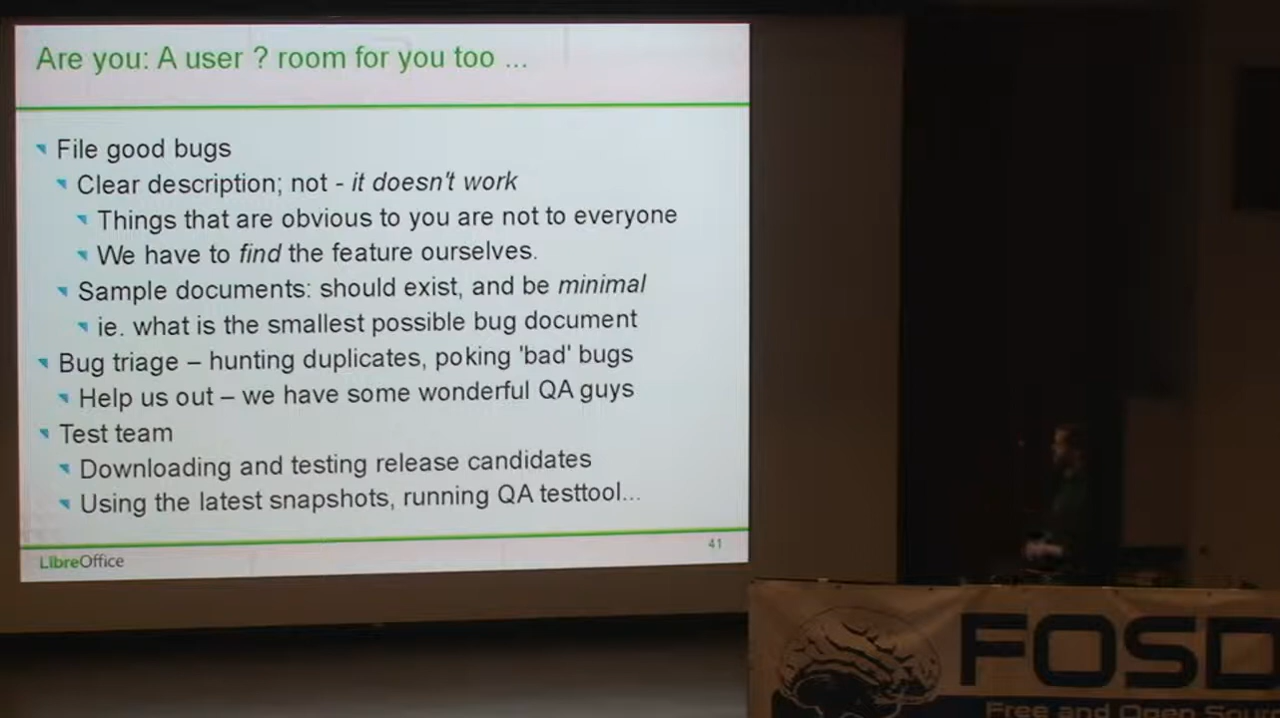 Are you: A user ? room for you too ...
File good bugs
Clear description; not - it doesn't work
Things that are obvious to you are not to everyone
We have to find the feature ourselves.
Sample documents: should exist, and be minimal
ie. what is the smallest possible bug document
Bug triage – hunting duplicates, poking 'bad' bugs
Help us out – we have some wonderful QA guys
Test team
Downloading and testing release candidates
Using the latest snapshots, running QA testtool...
LibreOffice
41
FOSD
Free and Open Sour